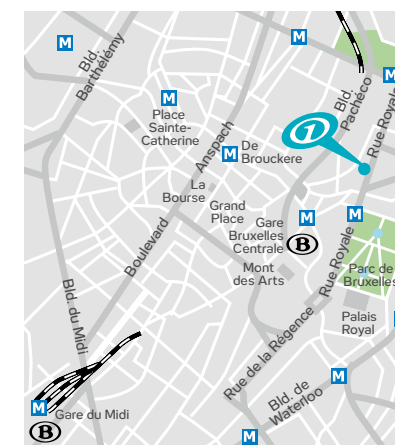 M
M
M
Bld.
Barthélémy
M
Place
Sainte-
Catherine
Anspach
Boulevard
M
De
Brouckere
1
Bld.
Pachéco
Rue Royale
La
Bourse
Grand
Place
M
M
Gare
Bruxelles
Centrale
B
Mont
des Arts
Rue Royale
Parc de
Bruxelles
Palais
Royal
Bld. du Midi
Rue de la Régence
M
Bld. de
Waterloo
M
Gare du Midi
B
M